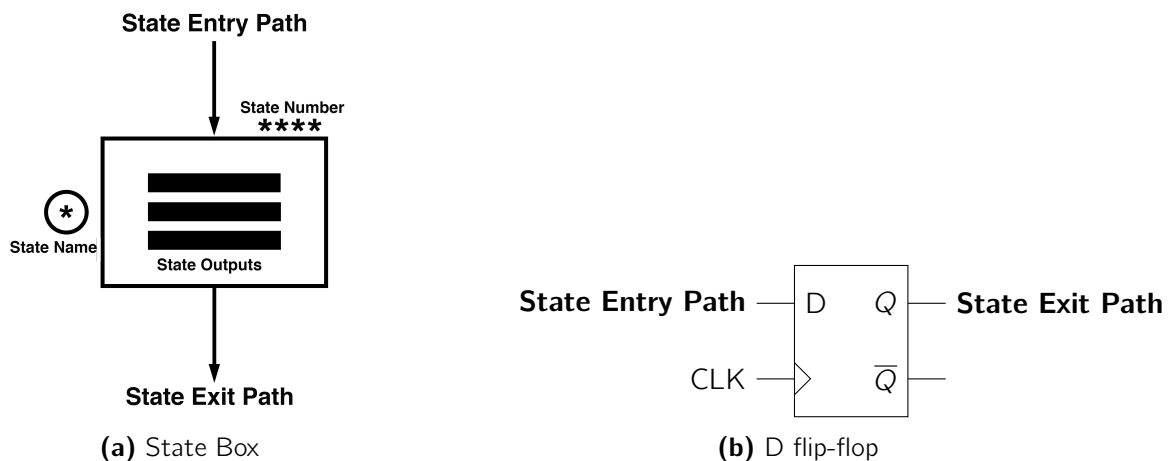 State Entry Path
State Number
****
*
State Name
State Outputs
State Exit Path
(a) State Box
State Entry Path
D
Q
State Exit Path
CLK
Q̅
(b) D flip-flop